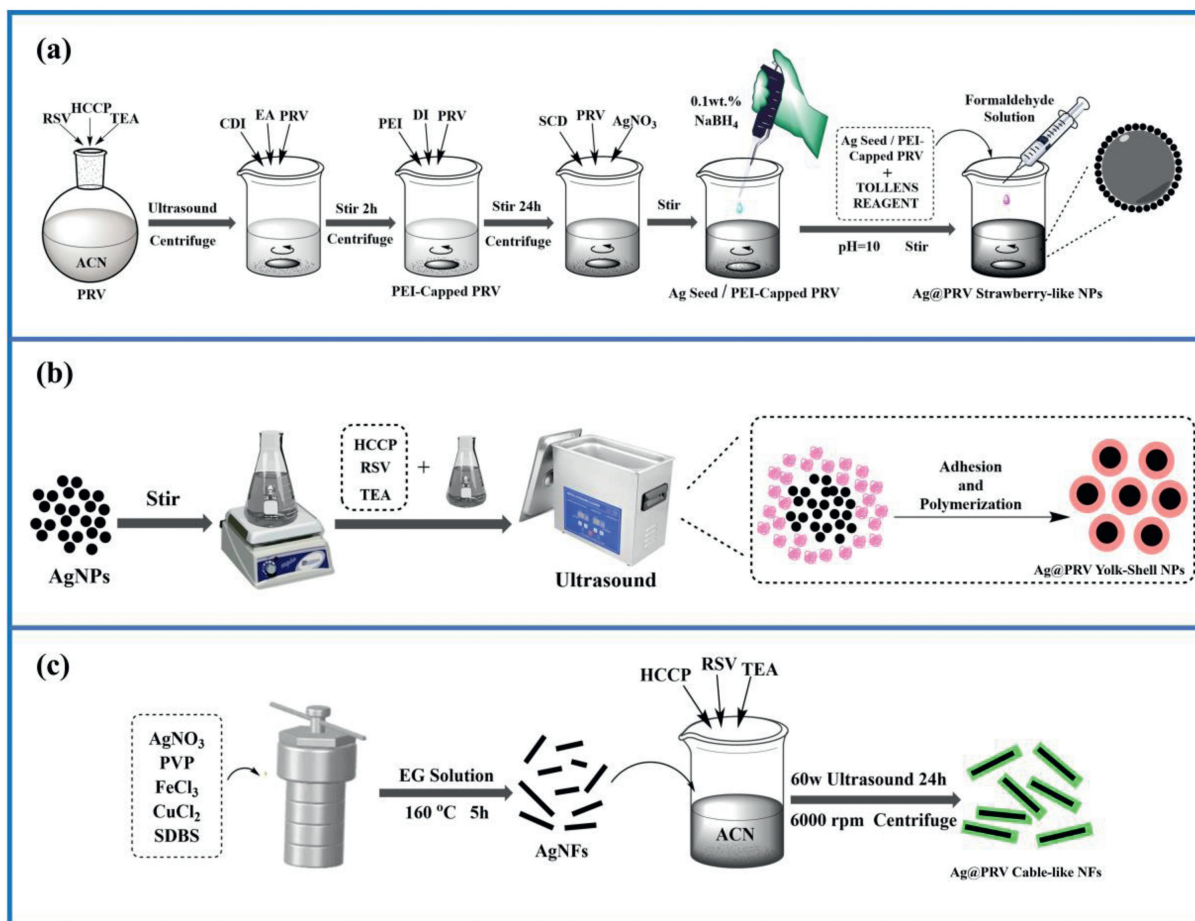 (a)
HCCP
RSV TEA
ACN
PRV
Ultrasound
Centrifuge
CDI EA PRV
Stir 2h
Centrifuge
PEI DI PRV
PEI-Capped PRV
Stir 24h
Centrifuge
SCD PRV AgNO₃
Stir
0.1wt.%
NaBH₄
Ag Seed / PEI-Capped PRV
Ag Seed / PEI-
Capped PRV
+
TOLLENS
REAGENT
pH=10 Stir
Formaldehyde
Solution
Ag@PRV Strawberry-like NPs
(b)
AgNPs
Stir
HCCP
RSV
TEA
+
Ultrasound
Adhesion
and
Polymerization
Ag@PRV Yolk-Shell NPs
(c)
AgNO₃
PVP
FeCl₃
CuCl₂
SDBS
EG Solution
160 °C 5h
AgNFs
HCCP RSV TEA
ACN
60w Ultrasound 24h
6000 rpm Centrifuge
Ag@PRV Cable-like NFs